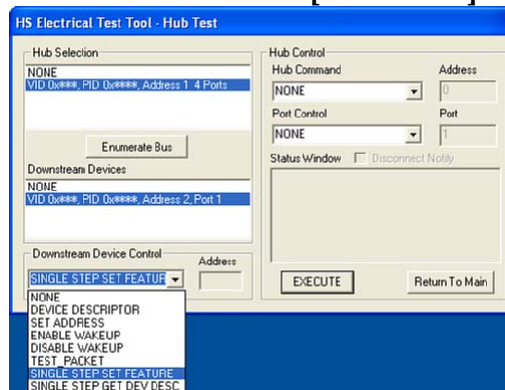 HS Electrical Test Tool - Hub Test
Hub Selection
NONE
VID 0x***, PID 0x****, Address 1 4 Ports
Enumerate Bus
Downstream Devices
NONE
VID 0x***, PID 0x****, Address 2, Port 1
Downstream Device Control
Address
SINGLE STEP SET FEATUR
NONE
DEVICE DESCRIPTOR
SET ADDRESS
ENABLE WAKEUP
DISABLE WAKEUP
TEST_PACKET
SINGLE STEP SET FEATURE
SINGLE STEP GET DEV DESC
Hub Control
Hub Command
Address
NONE
0
Port Control
Port
NONE
1
Status Window
Disconnect Notify
EXECUTE
Return To Main